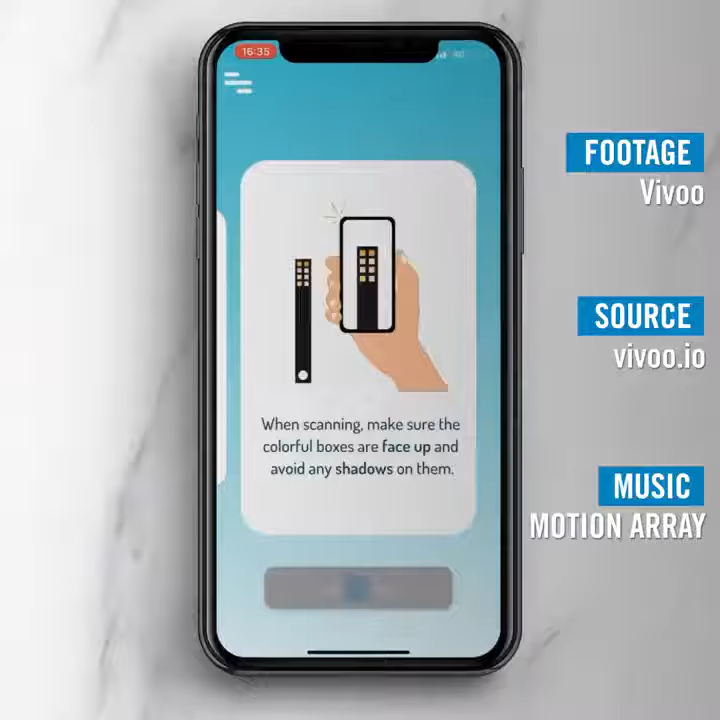 16:35
When scanning, make sure the
colorful boxes are face up and
avoid any shadows on them.
FOOTAGE
Vivoo
SOURCE
vivoo.io
MUSIC
MOTION ARRAY